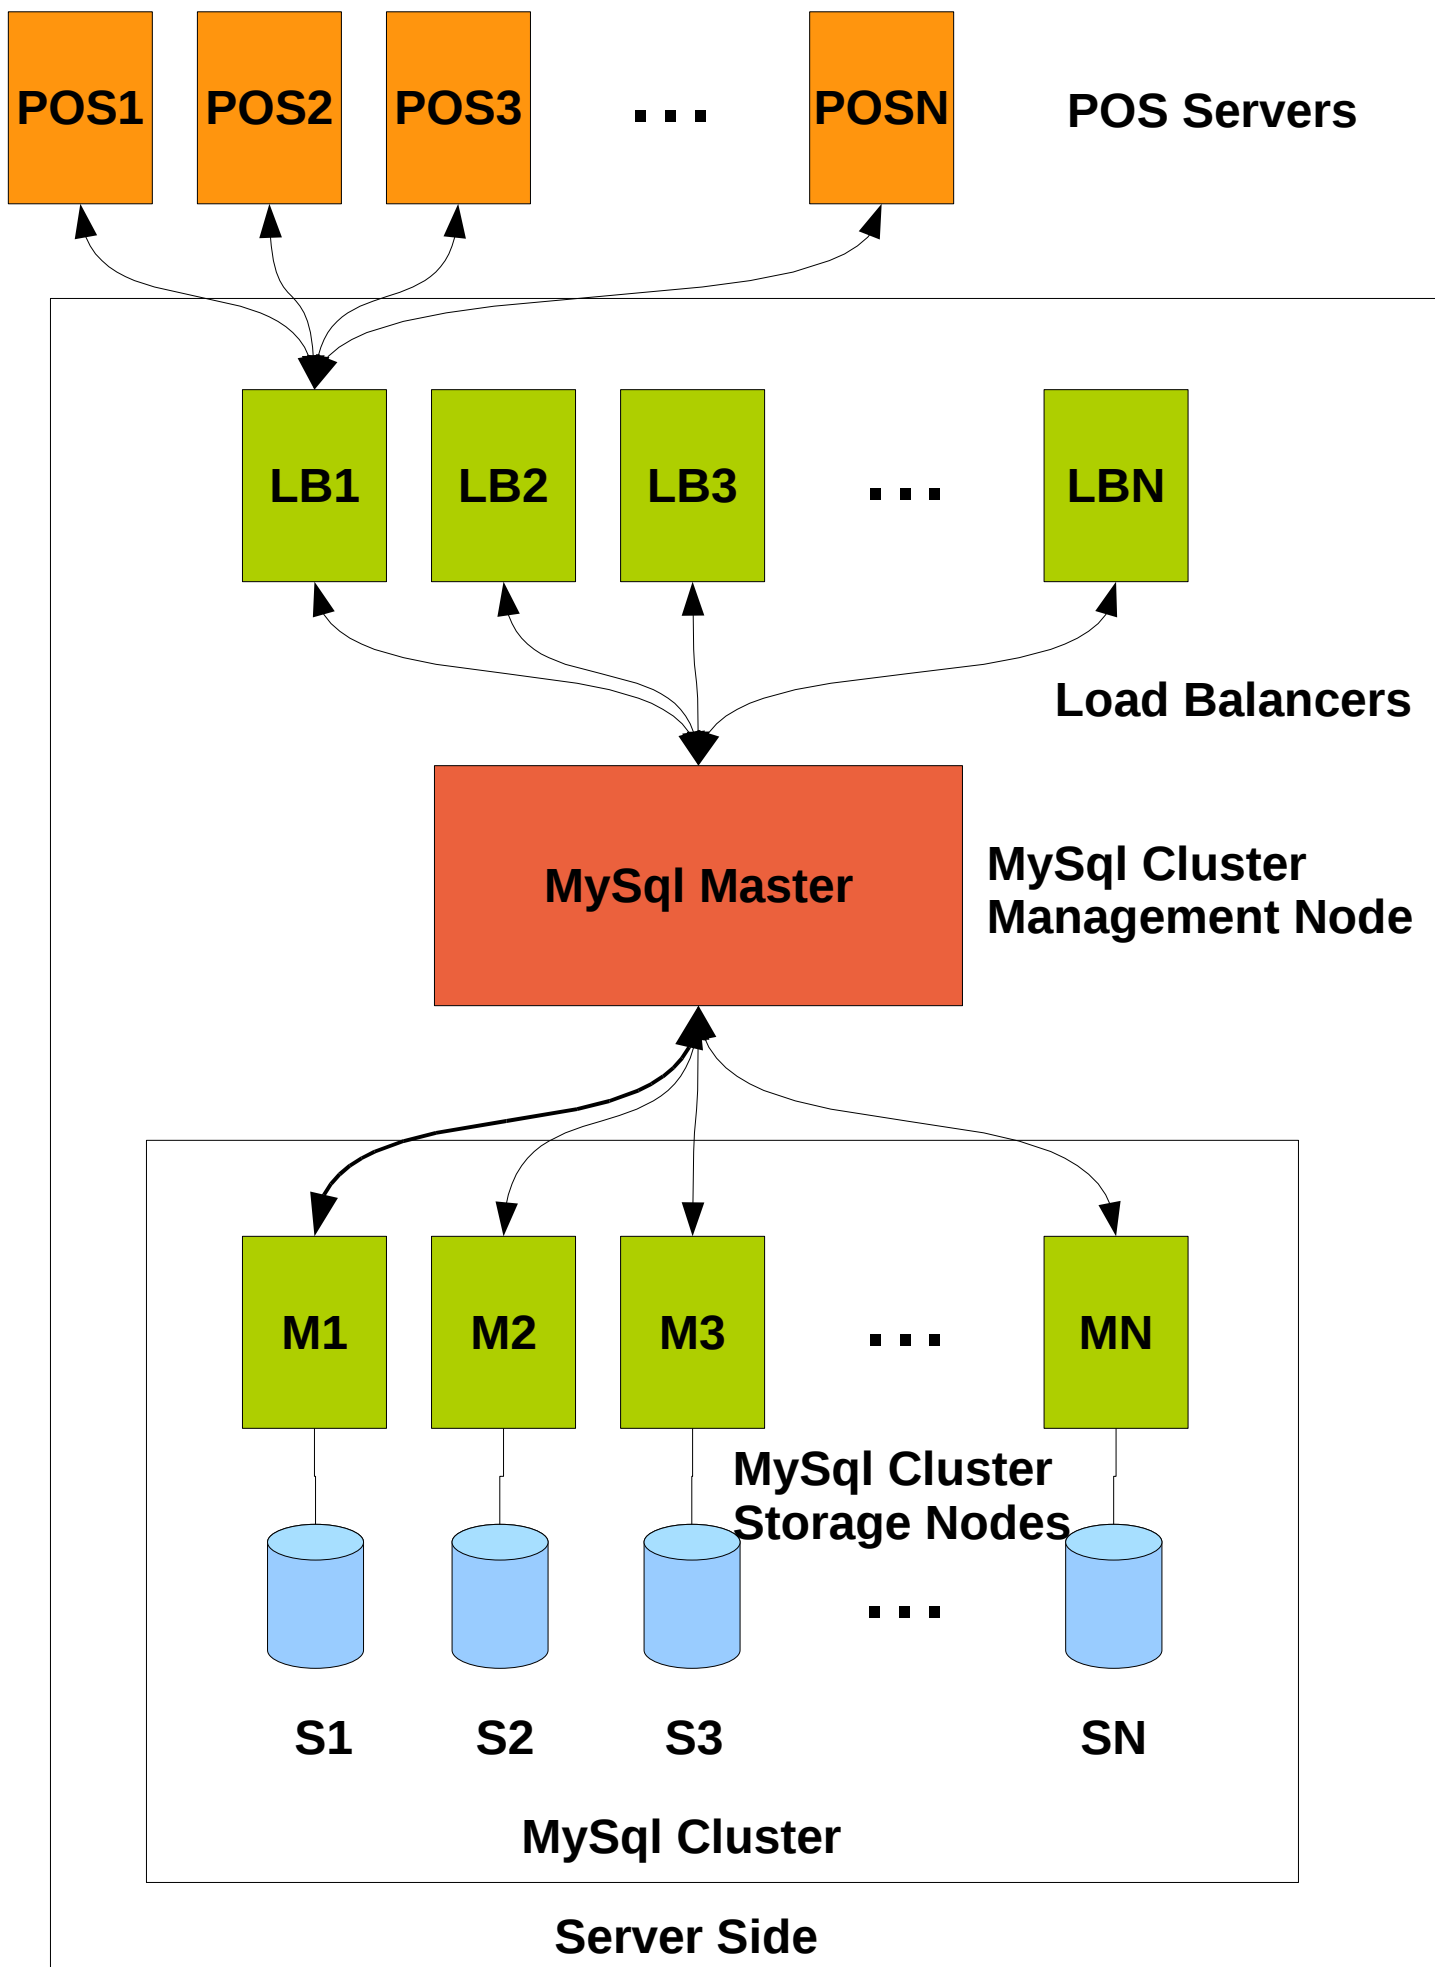 POS1 POS2 POS3 ... POSN POS Servers
LB1 LB2 LB3 ... LBN
Load Balancers
MySql Master
MySql Cluster
Management Node
M1 M2 M3 ... MN
MySql Cluster
Storage Nodes
...
S1 S2 S3 SN
MySql Cluster
Server Side